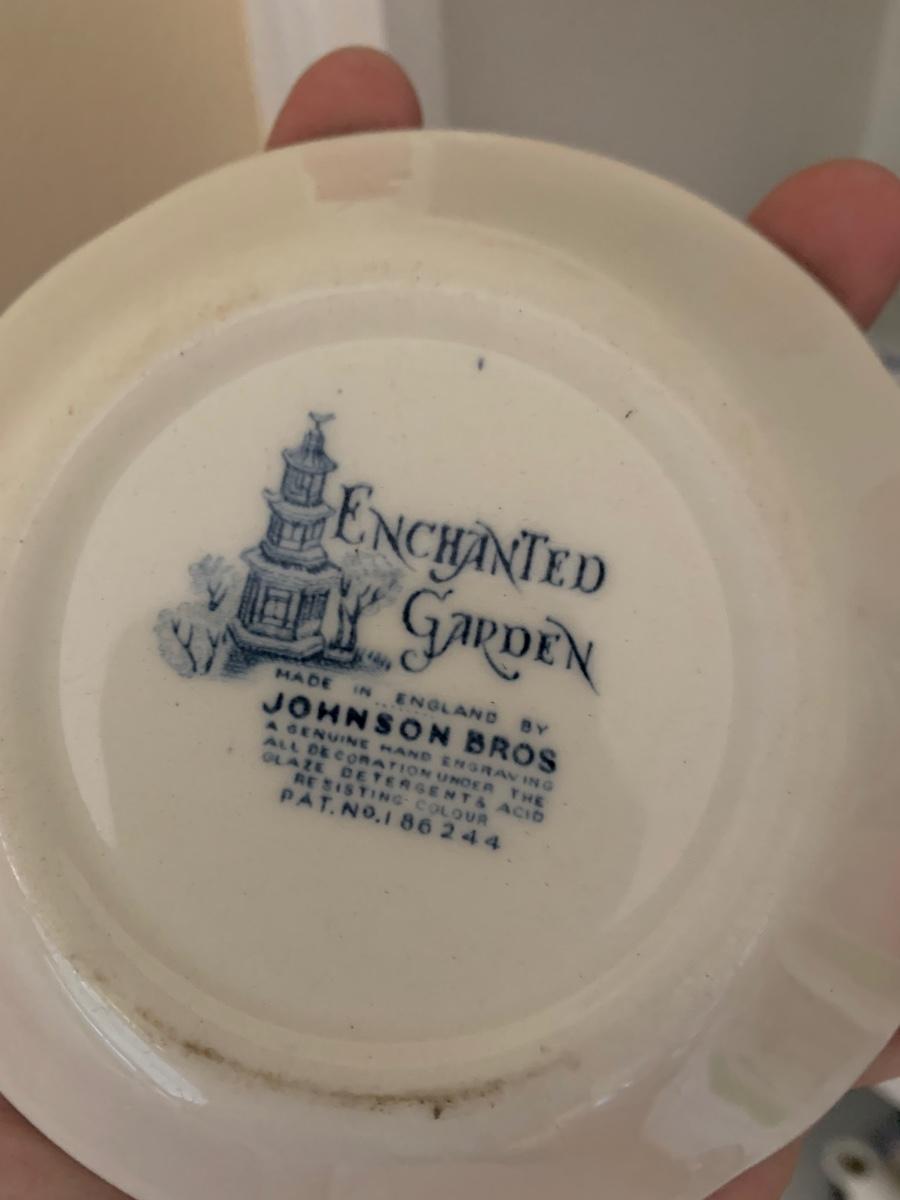 ENCHANTED
GARDEN
MADE IN ENGLAND BY
JOHNSON BROS
A GENUINE HAND ENGRAVING
ALL DECORATION UNDER THE
GLAZE DETERGENT & ACID
RESISTING COLOUR
PAT. No. 186244